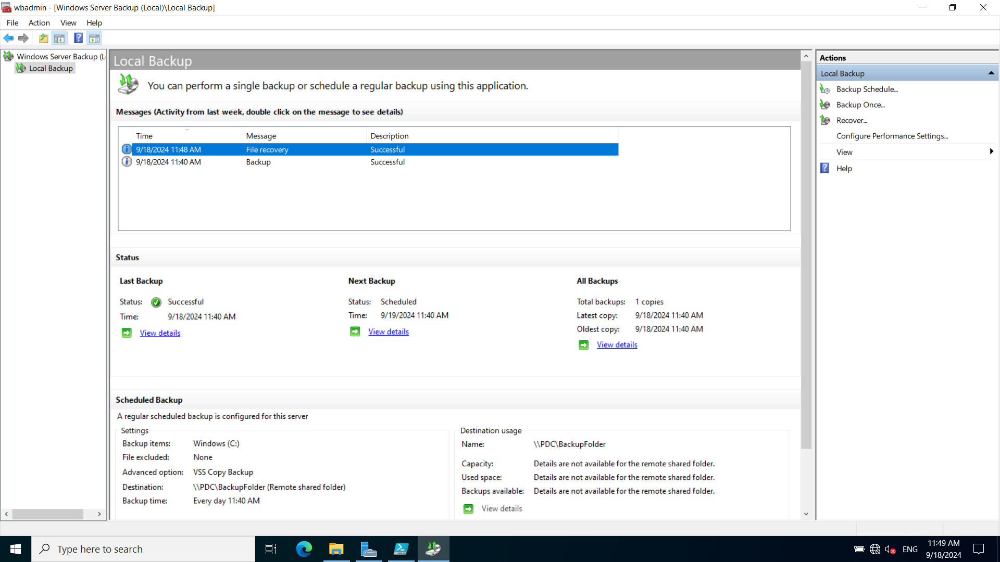 wbadmin - [Windows Server Backup (Local)\Local Backup]
File Action View Help
Windows Server Backup (L
Local Backup
Local Backup
You can perform a single backup or schedule a regular backup using this application.
Messages (Activity from last week, double click on the message to see details)
Time Message Description
9/18/2024 11:48 AM File recovery Successful
9/18/2024 11:40 AM Backup Successful
Status
Last Backup
Status: Successful
Time: 9/18/2024 11:40 AM
View details
Next Backup
Status: Scheduled
Time: 9/19/2024 11:40 AM
View details
All Backups
Total backups: 1 copies
Latest copy: 9/18/2024 11:40 AM
Oldest copy: 9/18/2024 11:40 AM
View details
Scheduled Backup
A regular scheduled backup is configured for this server
Settings
Backup items: Windows (C:)
File excluded: None
Advanced option: VSS Copy Backup
Destination: \\PDC\BackupFolder (Remote shared folder)
Backup time: Every day 11:40 AM
Destination usage
Name: \\PDC\BackupFolder
Capacity: Details are not available for the remote shared folder.
Used space: Details are not available for the remote shared folder.
Backups available: Details are not available for the remote shared folder.
View details
Actions
Local Backup
Backup Schedule...
Backup Once...
Recover...
Configure Performance Settings...
View
Help
Type here to search
ENG
11:49 AM
9/18/2024